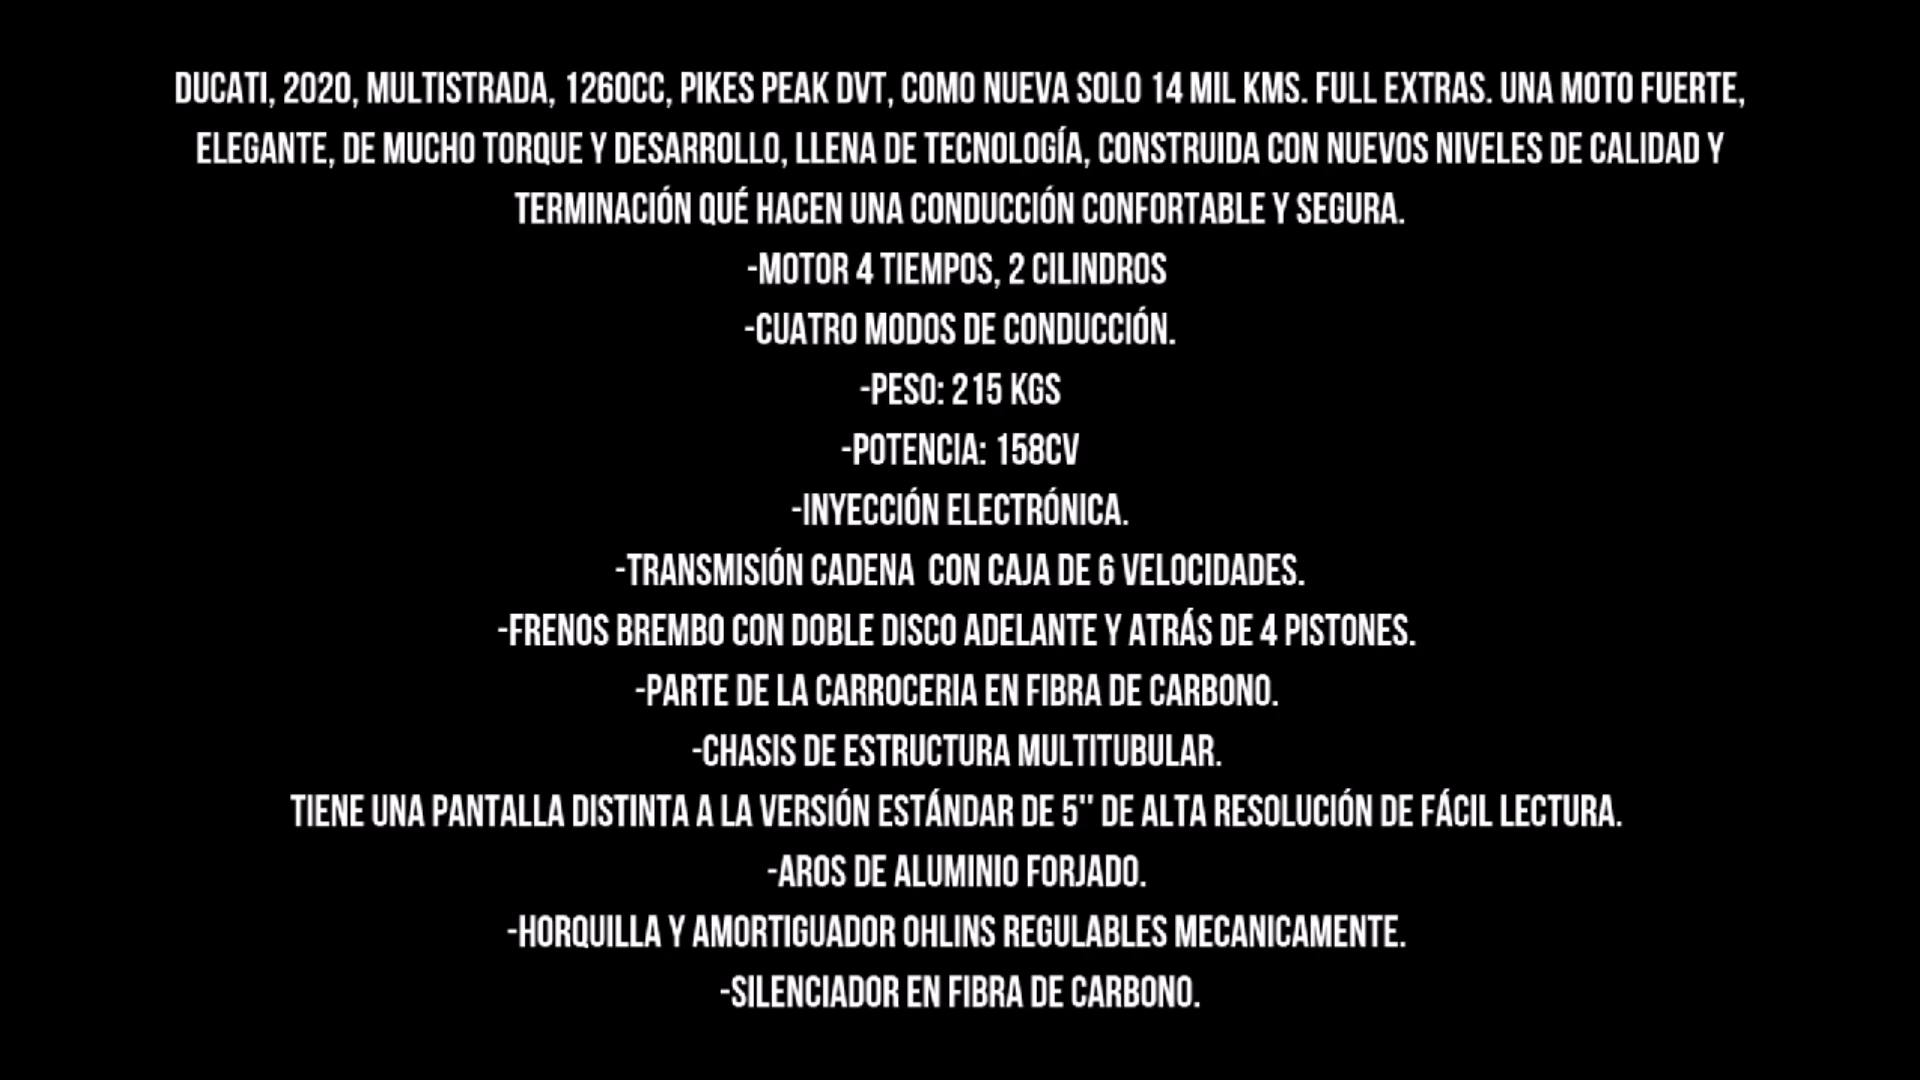 DUCATI, 2020, MULTISTRADA, 1260CC, PIKES PEAK DVT, COMO NUEVA SOLO 14 MIL KMS. FULL EXTRAS. UNA MOTO FUERTE,
ELEGANTE, DE MUCHO TORQUE Y DESARROLLO, LLENA DE TECNOLOGÍA, CONSTRUIDA CON NUEVOS NIVELES DE CALIDAD Y
TERMINACIÓN QUÉ HACEN UNA CONDUCCIÓN CONFORTABLE Y SEGURA.
-MOTOR 4 TIEMPOS, 2 CILINDROS
-CUATRO MODOS DE CONDUCCIÓN.
-PESO: 215 KGS
-POTENCIA: 158CV
-INYECCIÓN ELECTRÓNICA.
-TRANSMISIÓN CADENA  CON CAJA DE 6 VELOCIDADES.
-FRENOS BREMBO CON DOBLE DISCO ADELANTE Y ATRÁS DE 4 PISTONES.
-PARTE DE LA CARROCERIA EN FIBRA DE CARBONO.
-CHASIS DE ESTRUCTURA MULTITUBULAR.
TIENE UNA PANTALLA DISTINTA A LA VERSIÓN ESTÁNDAR DE 5" DE ALTA RESOLUCIÓN DE FÁCIL LECTURA.
-AROS DE ALUMINIO FORJADO.
-HORQUILLA Y AMORTIGUADOR OHLINS REGULABLES MECANICAMENTE.
-SILENCIADOR EN FIBRA DE CARBONO.